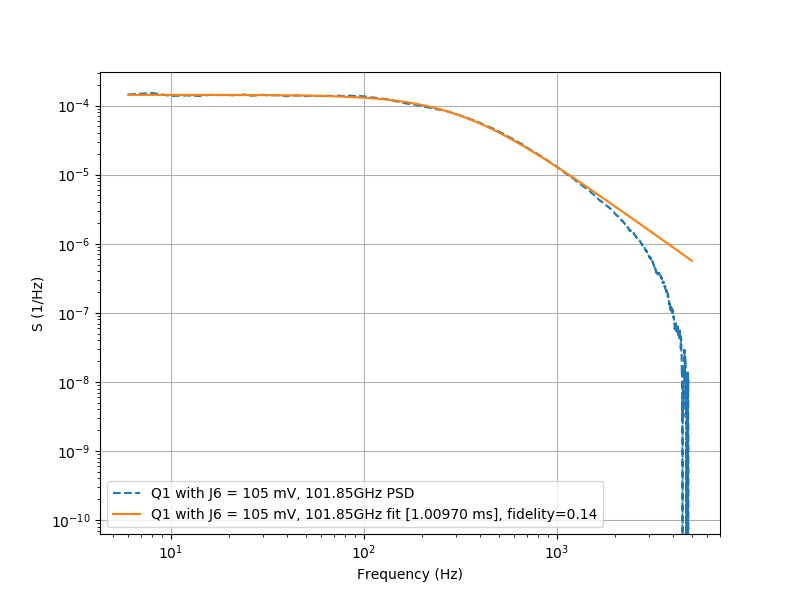 10⁻⁴
10⁻⁵
10⁻⁶
10⁻⁷
10⁻⁸
10⁻⁹
10⁻¹⁰
S (1/Hz)
Q1 with J6 = 105 mV, 101.85GHz PSD
Q1 with J6 = 105 mV, 101.85GHz fit [1.00970 ms], fidelity=0.14
10¹ 10² 10³
Frequency (Hz)